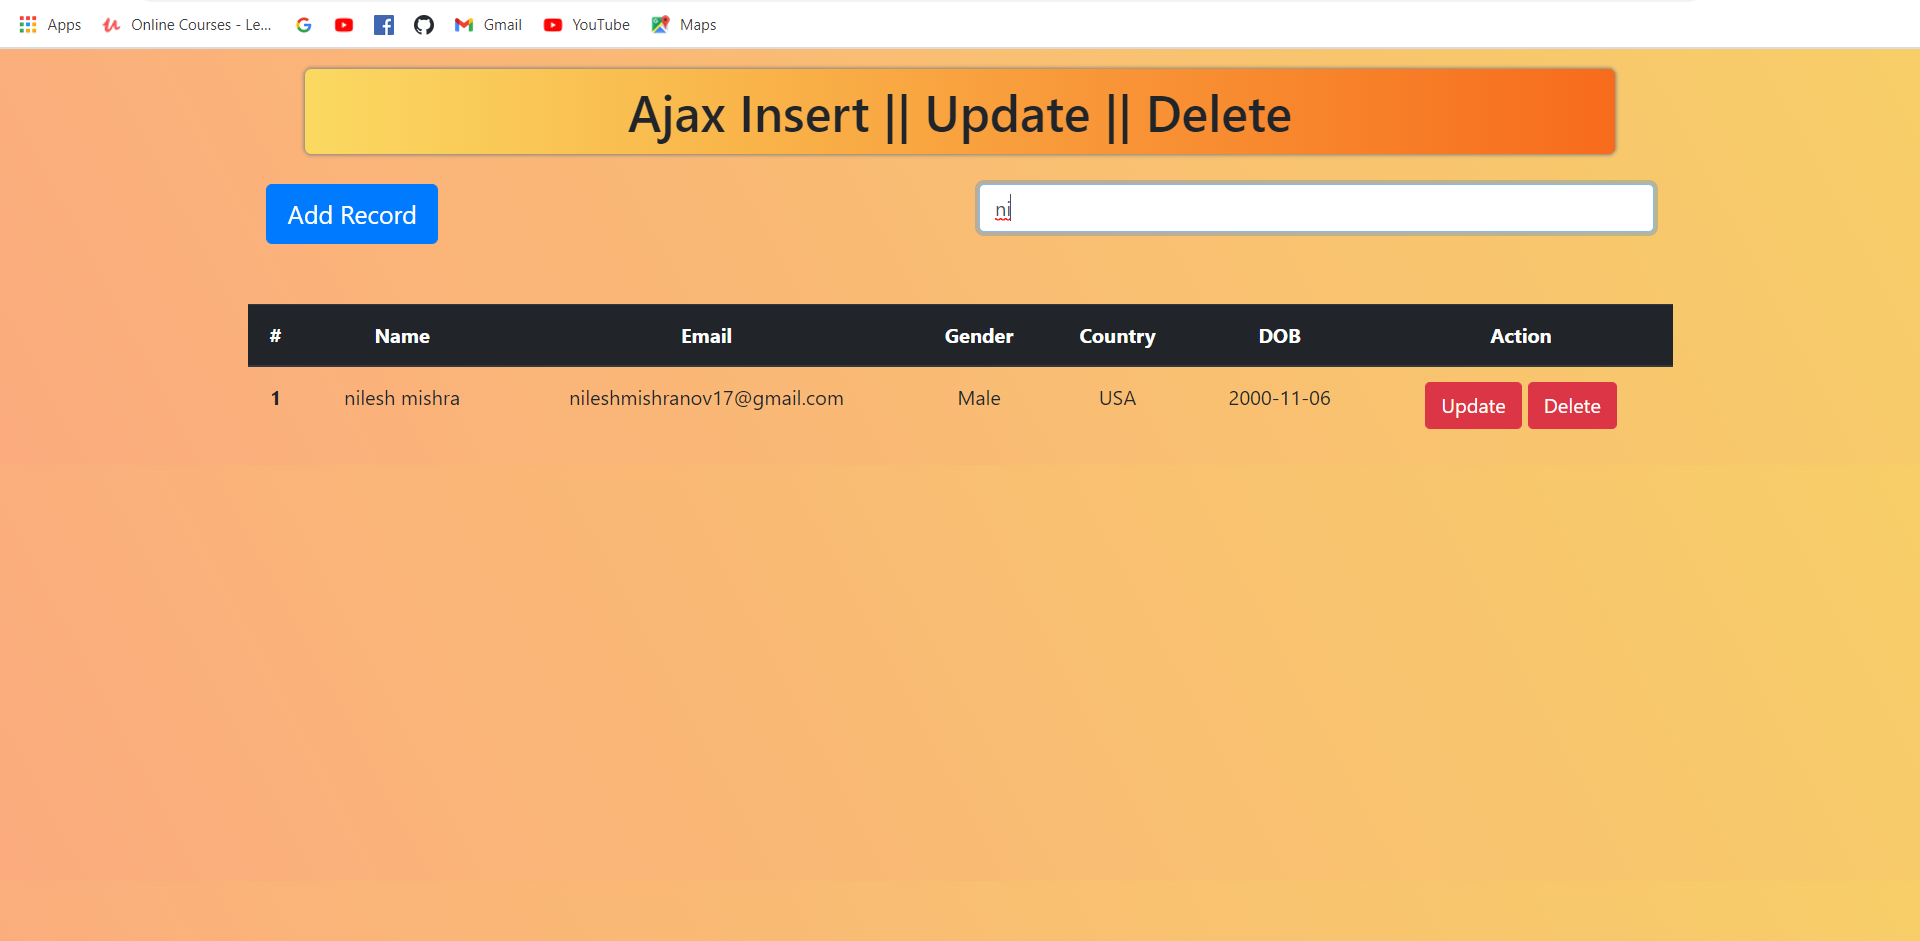 Apps Online Courses - Le... Gmail YouTube Maps
Ajax Insert || Update || Delete
Add Record
ni
# Name Email Gender Country DOB Action
1 nilesh mishra nileshmishranov17@gmail.com Male USA 2000-11-06 Update Delete